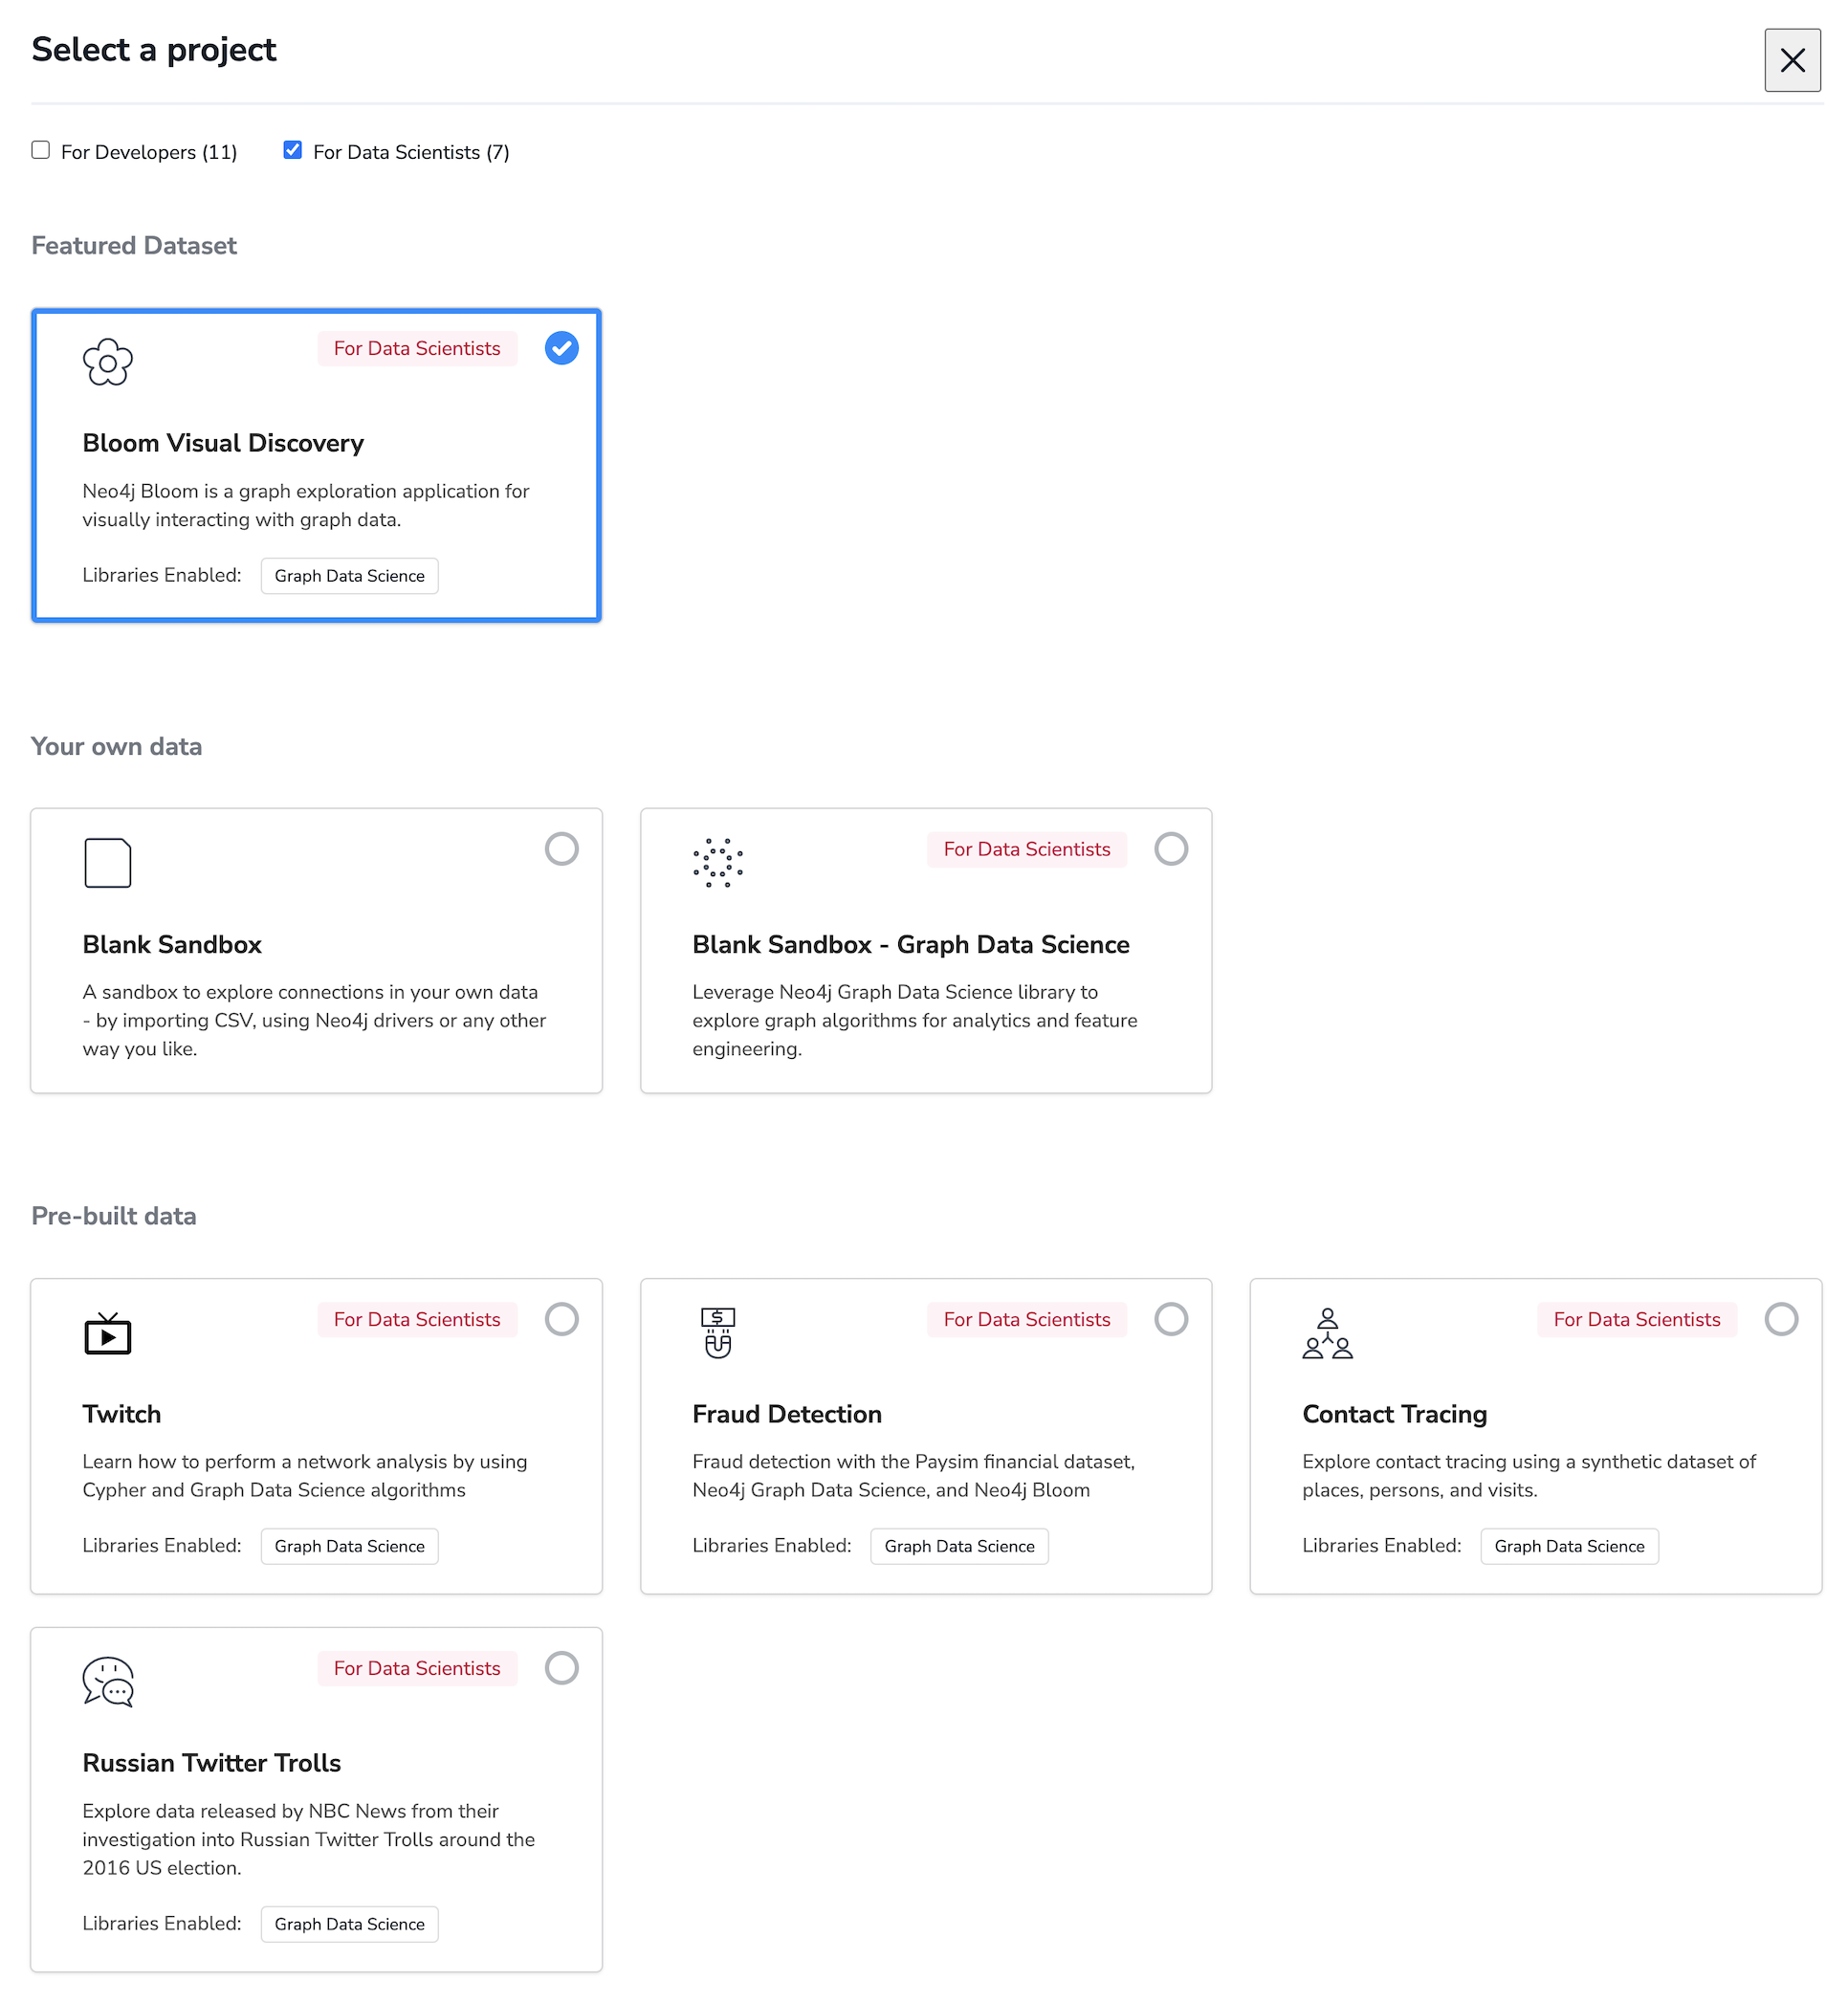 Select a project
For Developers (11)
For Data Scientists (7)
Featured Dataset
For Data Scientists
Bloom Visual Discovery
Neo4j Bloom is a graph exploration application for
visually interacting with graph data.
Libraries Enabled:
Graph Data Science
Your own data
Blank Sandbox
A sandbox to explore connections in your own data
- by importing CSV, using Neo4j drivers or any other
way you like.
For Data Scientists
Blank Sandbox - Graph Data Science
Leverage Neo4j Graph Data Science library to
explore graph algorithms for analytics and feature
engineering.
Pre-built data
For Data Scientists
Twitch
Learn how to perform a network analysis by using
Cypher and Graph Data Science algorithms
Libraries Enabled:
Graph Data Science
For Data Scientists
$
Fraud Detection
Fraud detection with the Paysim financial dataset,
Neo4j Graph Data Science, and Neo4j Bloom
Libraries Enabled:
Graph Data Science
For Data Scientists
Contact Tracing
Explore contact tracing using a synthetic dataset of
places, persons, and visits.
Libraries Enabled:
Graph Data Science
For Data Scientists
Russian Twitter Trolls
Explore data released by NBC News from their
investigation into Russian Twitter Trolls around the
2016 US election.
Libraries Enabled:
Graph Data Science